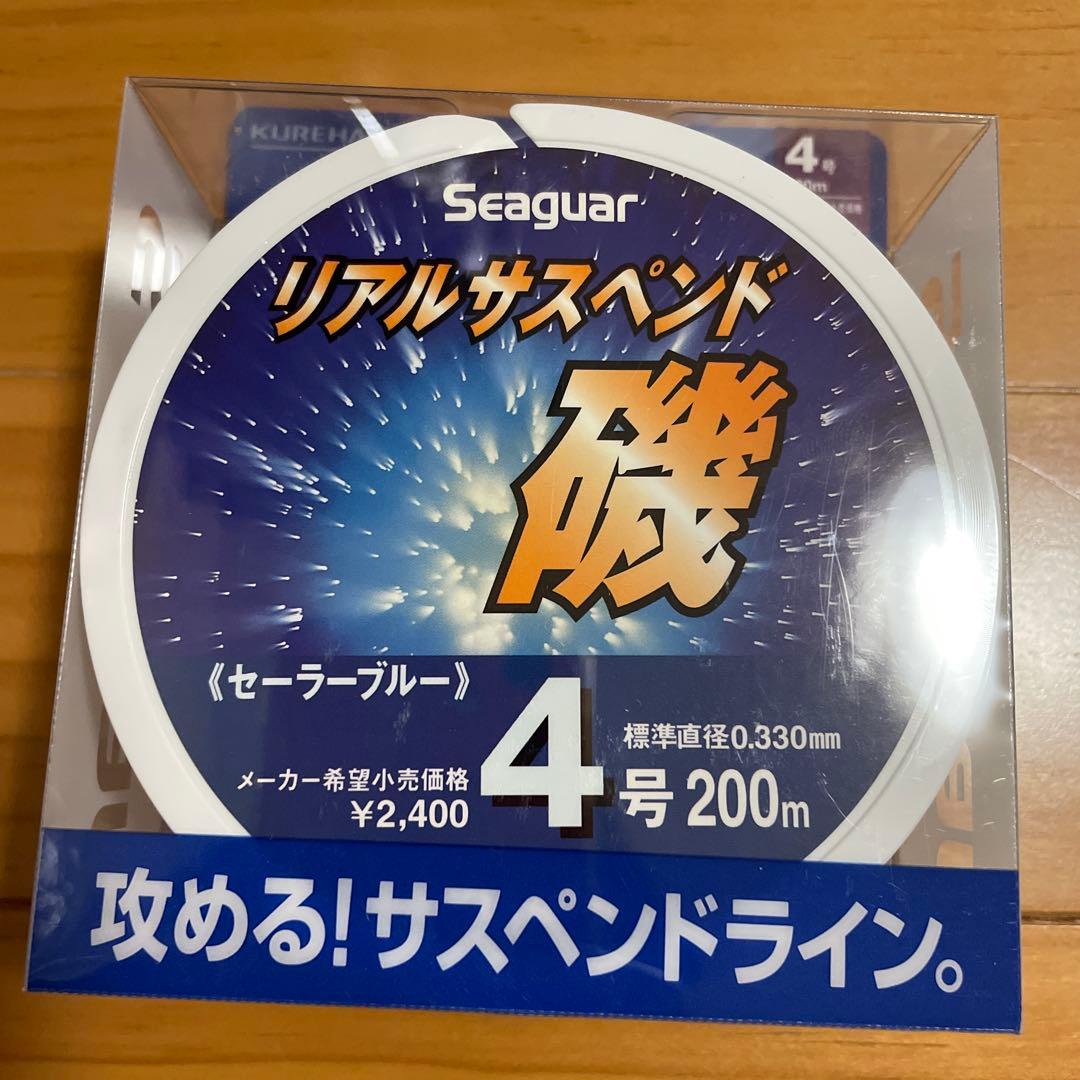 KUREHA
4号
Seaguar
リアルサスペンド
磯
《セーラーブルー》
標準直径0.330mm
メーカー希望小売価格
¥2,400
4号 200m
攻める!サスペンドライン。